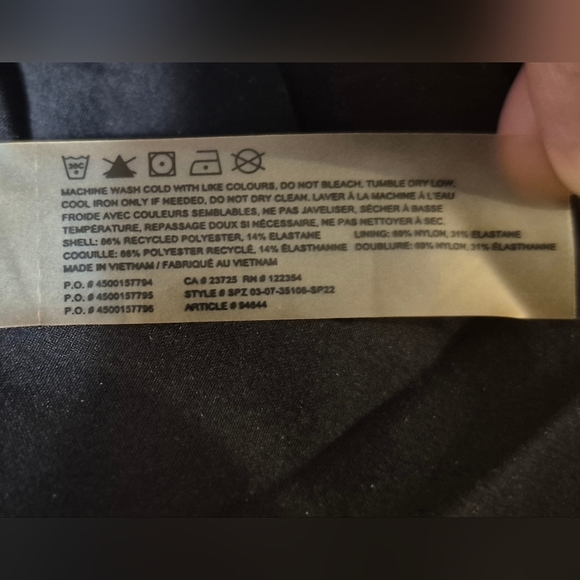 30C
MACHINE WASH COLD WITH LIKE COLOURS, DO NOT BLEACH. TUMBLE DRY LOW,
COOL IRON ONLY IF NEEDED, DO NOT DRY CLEAN. LAVER À LA MACHINE À L'EAU
FROIDE AVEC COULEURS SEMBLABLES, NE PAS JAVELISER, SÉCHER À BASSE
TEMPÉRATURE, REPASSAGE DOUX SI NÉCESSAIRE, NE PAS NETTOYER À SEC.
SHELL: 86% RECYCLED POLYESTER, 14% ELASTANE LINING: 69% NYLON, 31% ELASTANE
COQUILLE: 86% POLYESTER RECYCLÉ, 14% ÉLASTHANNE DOUBLURE: 69% NYLON, 31% ÉLASTHANNE
MADE IN VIETNAM / FABRIQUÉ AU VIETNAM
P.O. # 4500157794 CA # 23725 RN # 122354
P.O. # 4500157795 STYLE # SPZ 03-07-35108-SP22
P.O. # 4500157796 ARTICLE # 94644